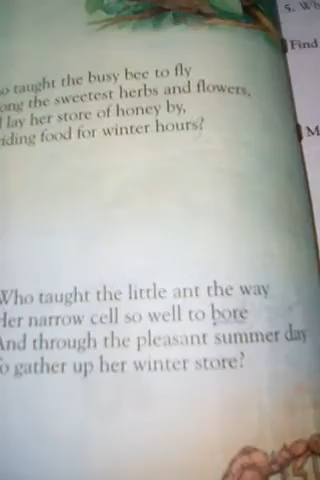 o taught the busy bee to fly
ong the sweetest herbs and flowers,
lay her store of honey by,
iding food for winter hours?
Who taught the little ant the way
Her narrow cell so well to bore
And through the pleasant summer day
o gather up her winter store?
5. Wh
Find
M